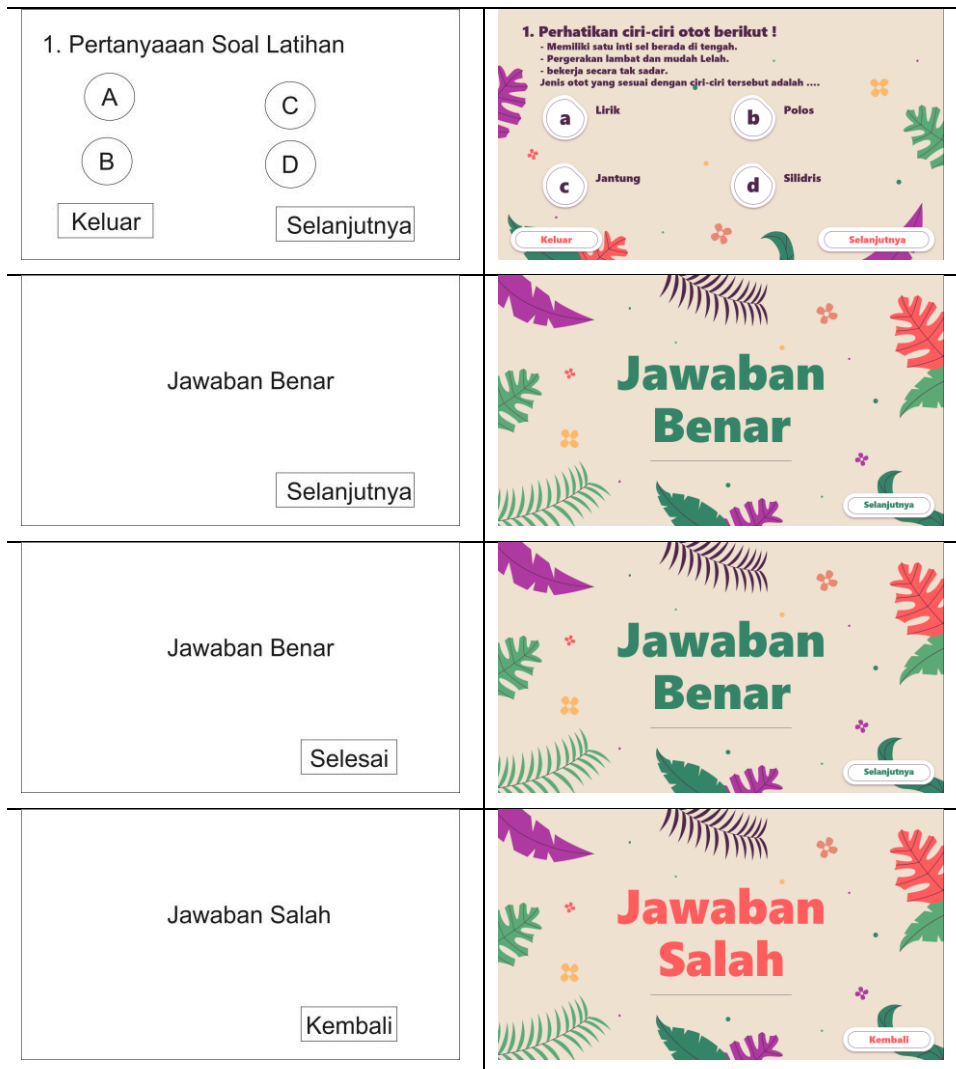 1. Pertanyaaan Soal Latihan
A
C
B
D
Keluar
Selanjutnya
1. Perhatikan ciri-ciri otot berikut !
- Memiliki satu inti sel berada di tengah.
- Pergerakan lambat dan mudah Lelah.
- bekerja secara tak sadar.
Jenis otot yang sesuai dengan ciri-ciri tersebut adalah ....
a Lirik
b Polos
c Jantung
d Silidris
Keluar
Selanjutnya
Jawaban Benar
Selanjutnya
Jawaban
Benar
Selanjutnya
Jawaban Benar
Selesai
Jawaban
Benar
Selanjutnya
Jawaban Salah
Kembali
Jawaban
Salah
Kembali